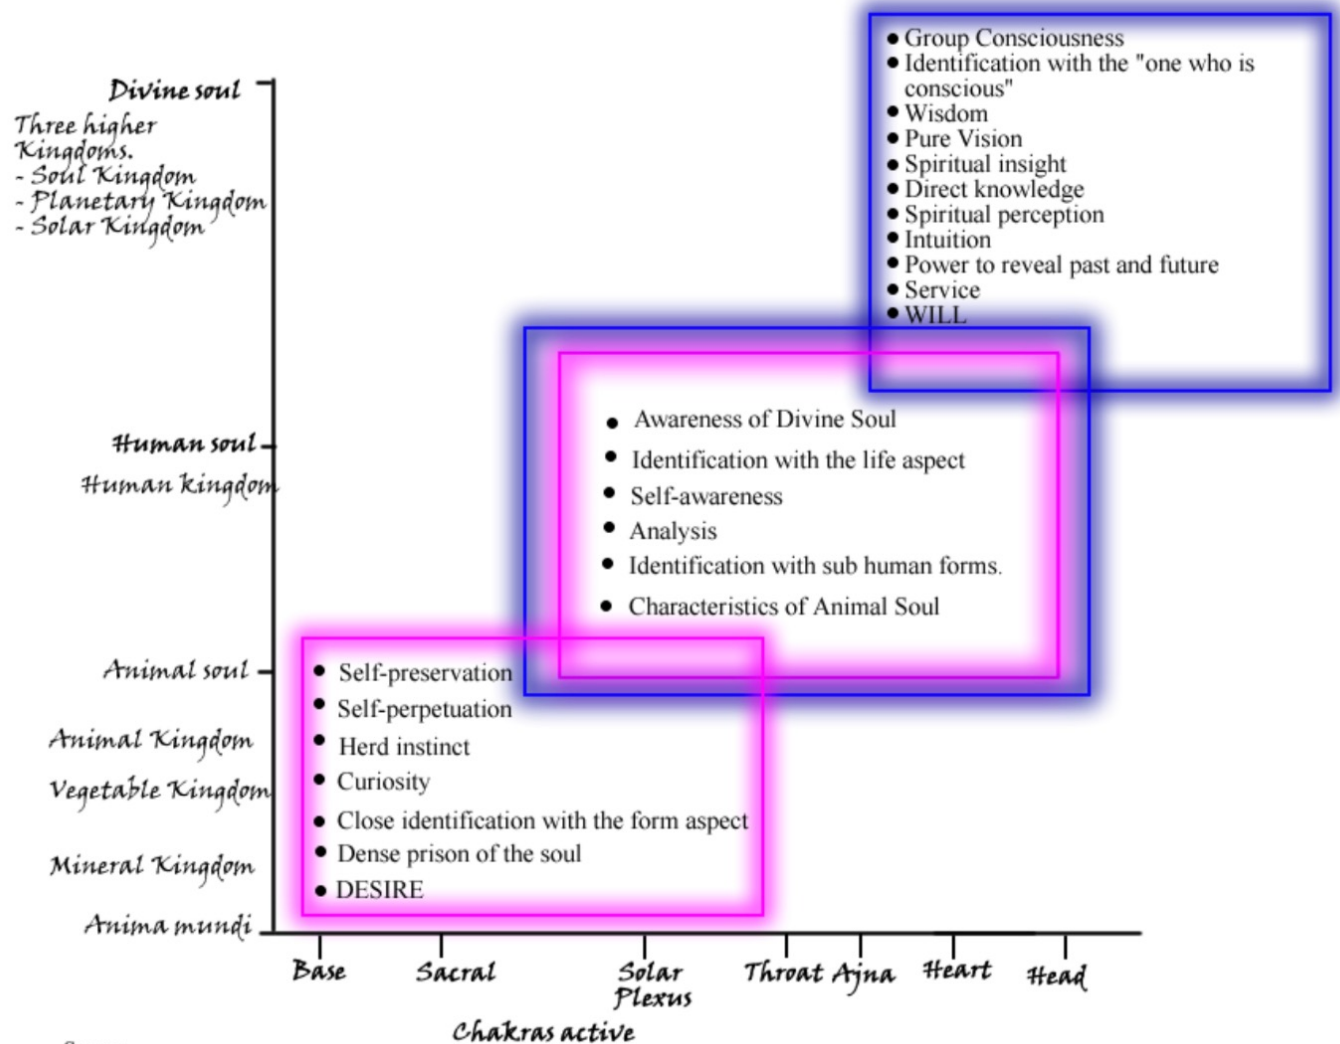 Divine soul
Three higher
Kingdoms.
- Soul Kingdom
- Planetary Kingdom
- Solar Kingdom
Human soul
Human kingdom
Animal soul
Animal Kingdom
Vegetable Kingdom
Mineral Kingdom
Anima mundi
• Group Consciousness
• Identification with the "one who is
conscious"
• Wisdom
• Pure Vision
• Spiritual insight
• Direct knowledge
• Spiritual perception
• Intuition
• Power to reveal past and future
• Service
• WILL
• Awareness of Divine Soul
• Identification with the life aspect
• Self-awareness
• Analysis
• Identification with sub human forms.
• Characteristics of Animal Soul
• Self-preservation
• Self-perpetuation
• Herd instinct
• Curiosity
• Close identification with the form aspect
• Dense prison of the soul
• DESIRE
Base Sacral Solar Throat Ajna Heart Head
Plexus
Chakras active